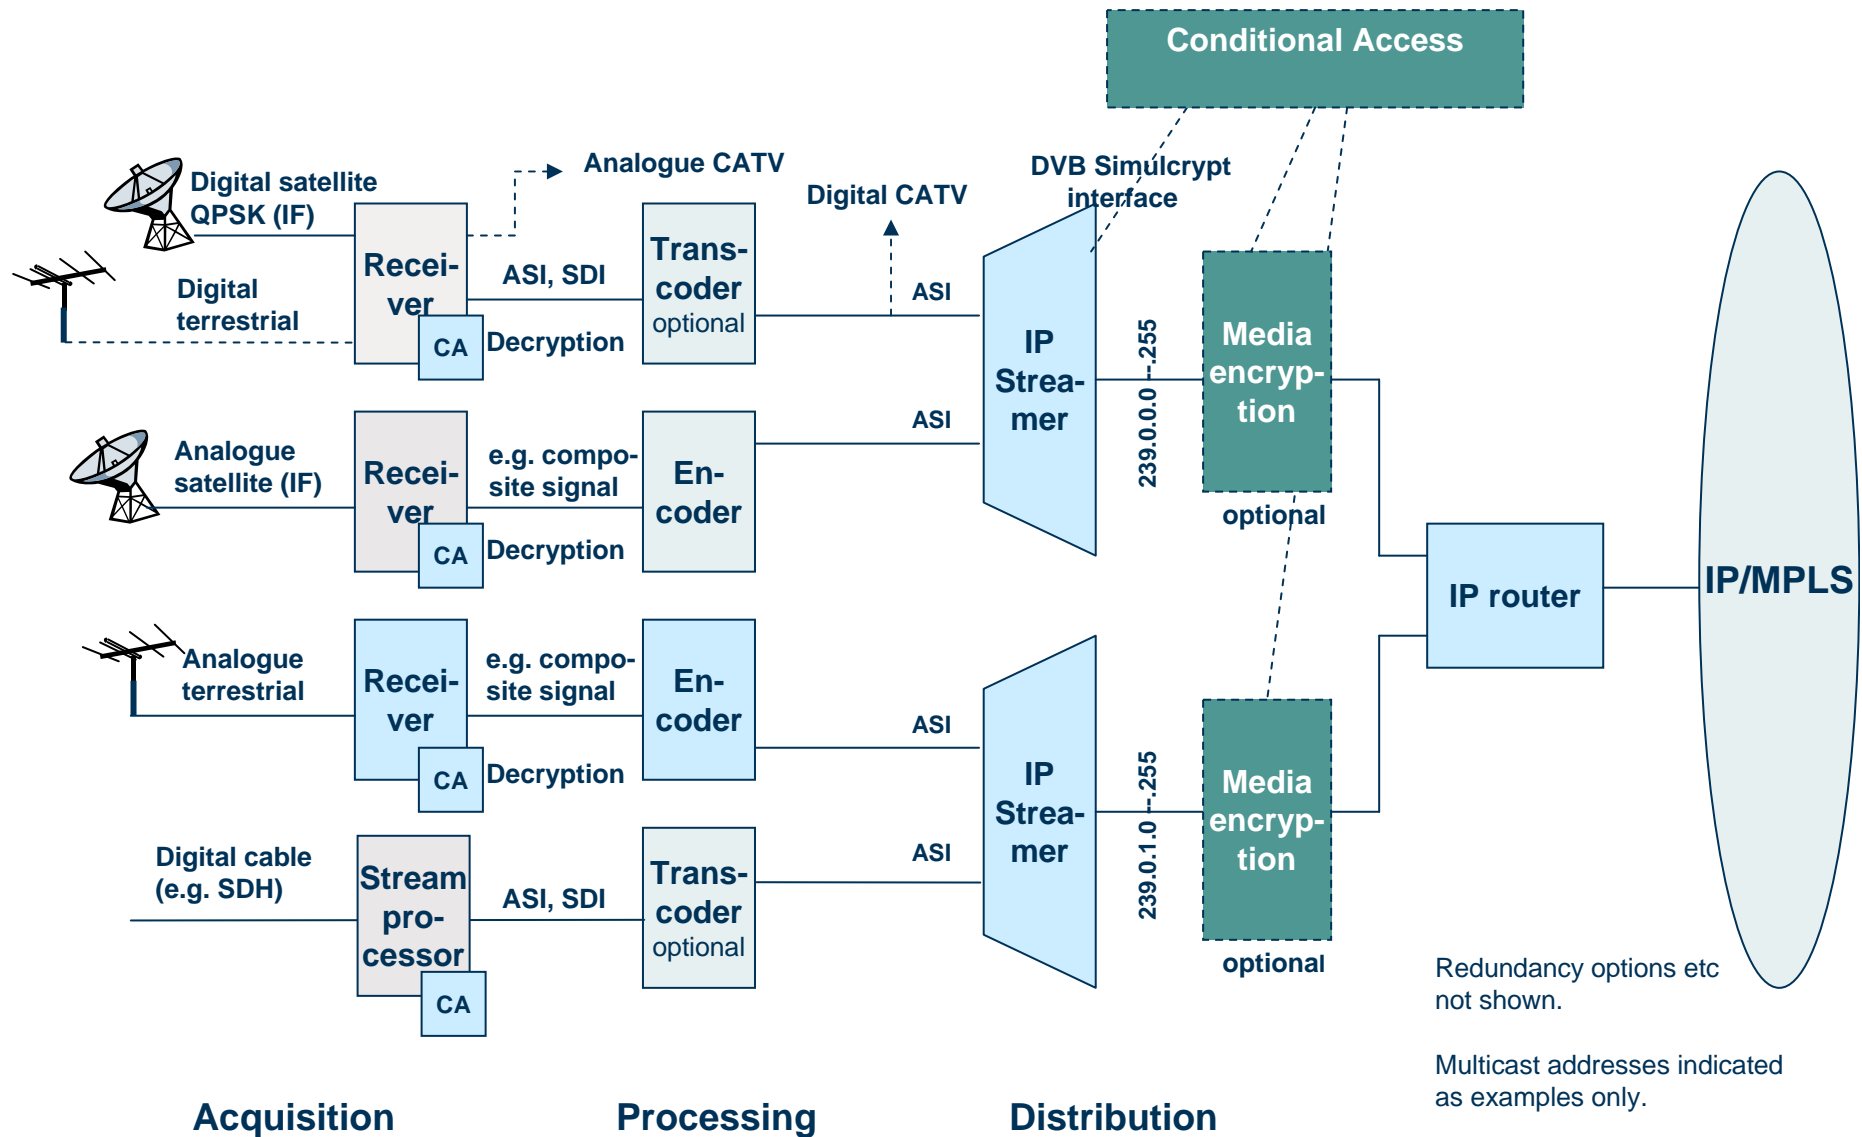 Conditional Access
Analogue CATV
DVB Simulcrypt
interface
Digital satellite
QPSK (IF)
Digital CATV
Recei-
ver
ASI, SDI
Trans-
coder
optional
ASI
Digital
terrestrial
CA
Decryption
IP
Strea-
mer
239.0.0.0 --.255
Media
encryp-
tion
optional
Analogue
satellite (IF)
Recei-
ver
e.g. compo-
site signal
En-
coder
ASI
CA
Decryption
IP router
IP/MPLS
Analogue
terrestrial
Recei-
ver
e.g. compo-
site signal
En-
coder
ASI
CA
Decryption
IP
Strea-
mer
239.0.1.0 --.255
Media
encryp-
tion
optional
Digital cable
(e.g. SDH)
Stream
pro-
cessor
ASI, SDI
Trans-
coder
optional
ASI
CA
Redundancy options etc
not shown.
Multicast addresses indicated
as examples only.
Acquisition
Processing
Distribution